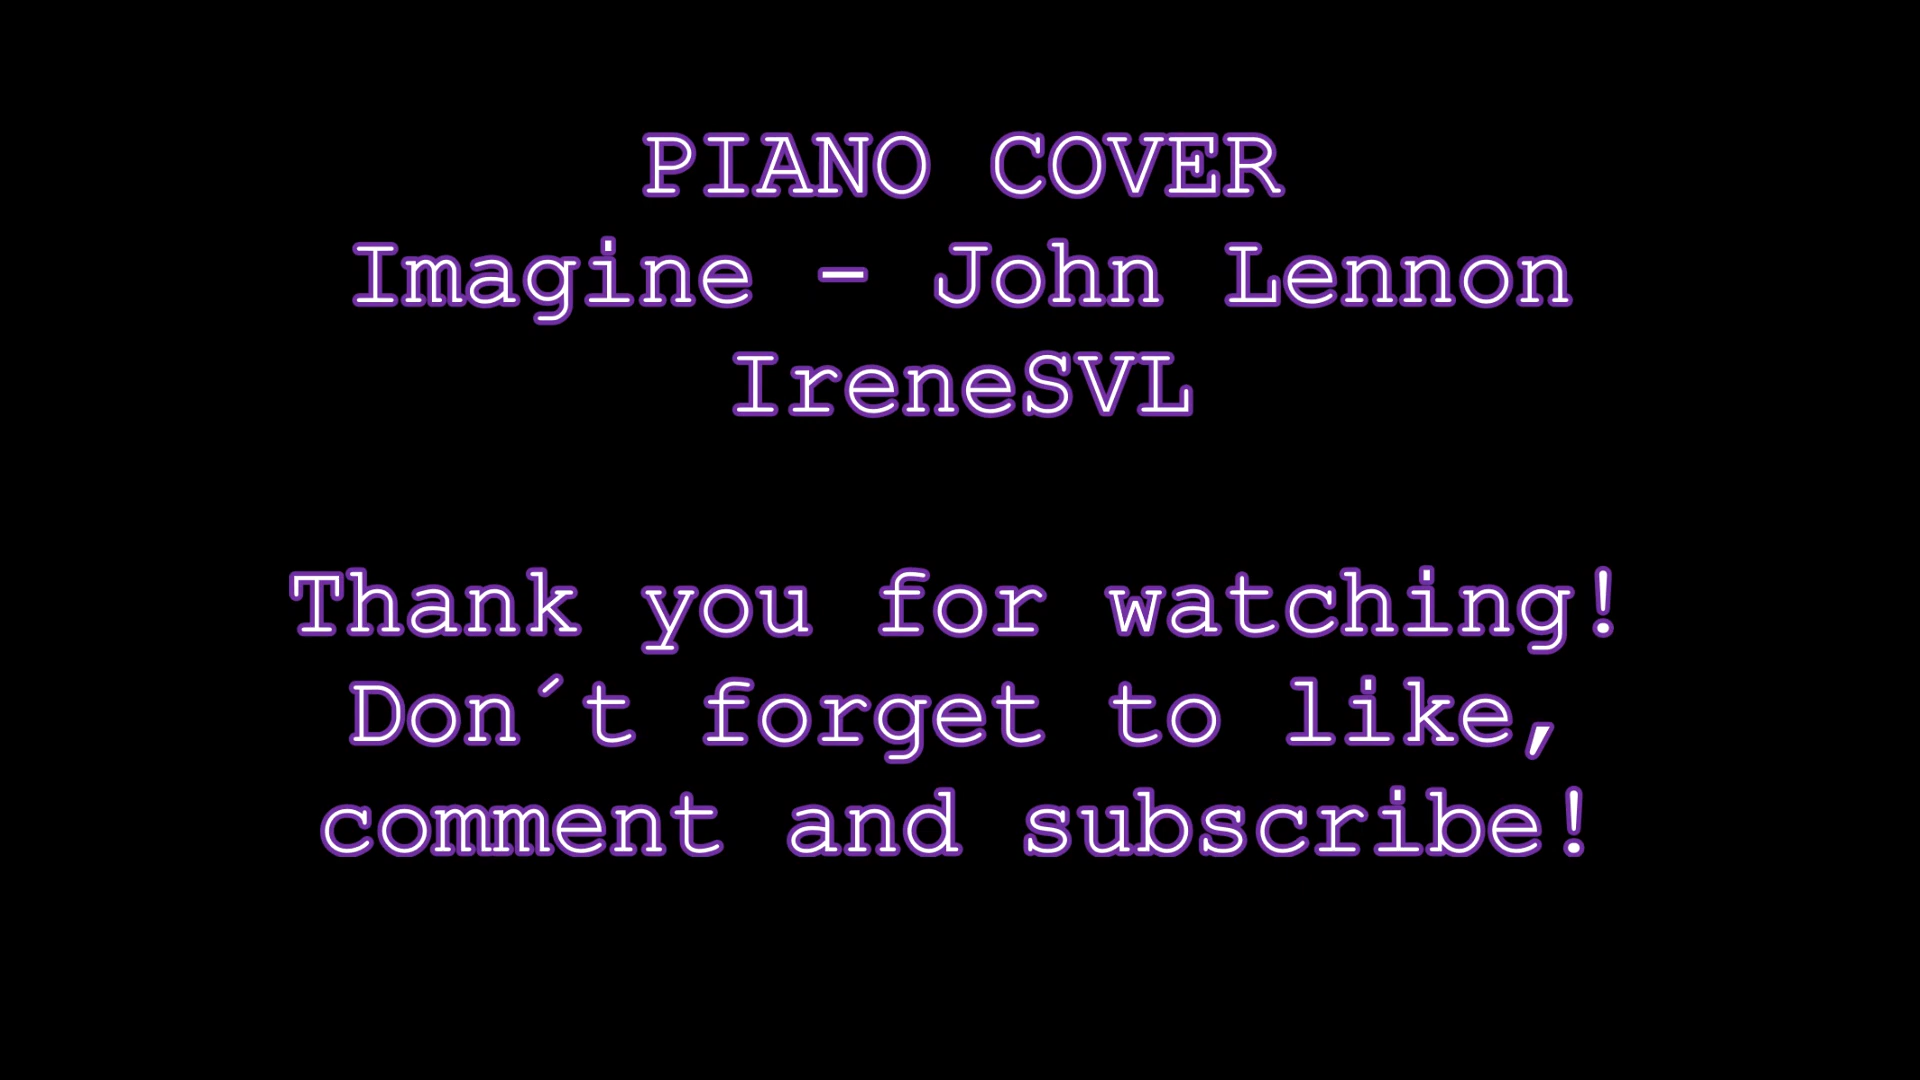 PIANO COVER
Imagine - John Lennon
IreneSVL
Thank you for watching!
Don´t forget to like,
comment and subscribe!